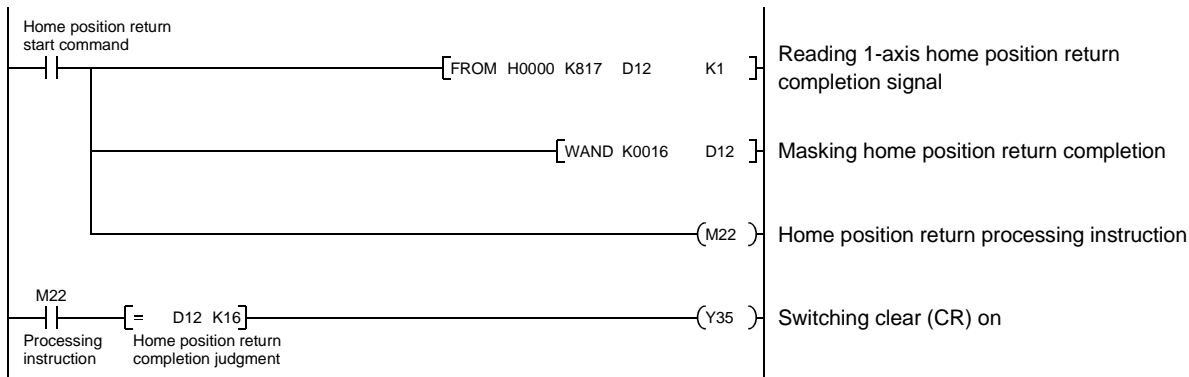 Home position return
start command
FROM H0000 K817 D12 K1
Reading 1-axis home position return
completion signal
WAND K0016 D12
Masking home position return completion
M22
Home position return processing instruction
M22
= D12 K16
Y35
Switching clear (CR) on
Processing
instruction
Home position return
completion judgment